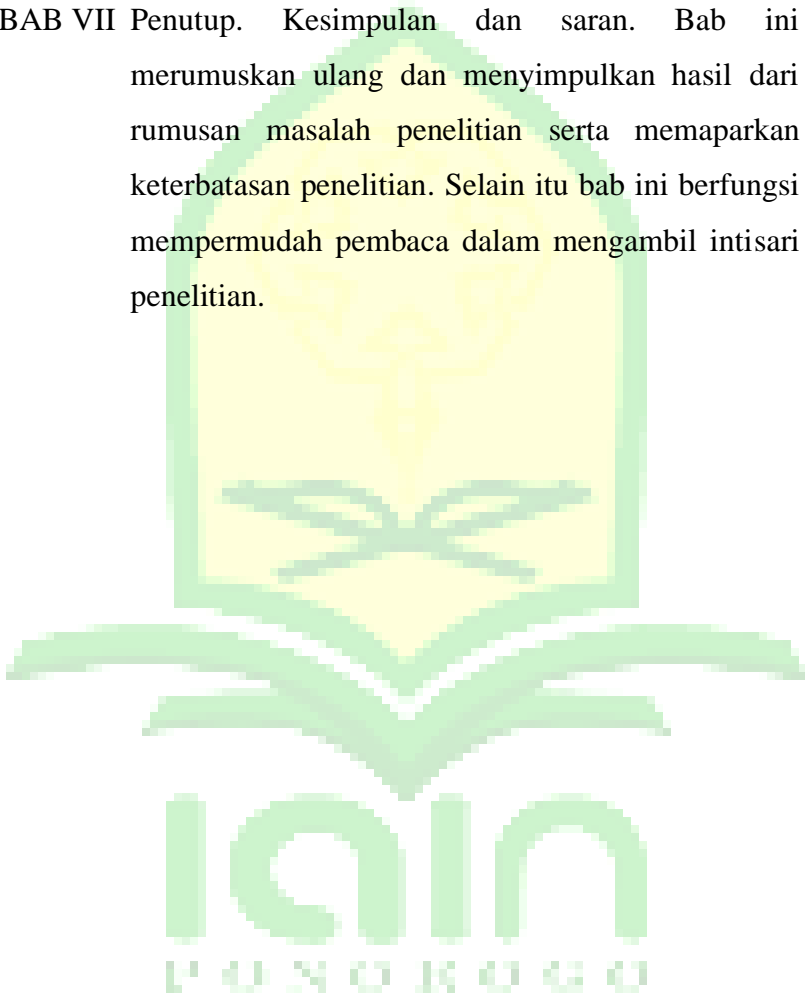 BAB VII Penutup. Kesimpulan dan saran. Bab ini
merumuskan ulang dan menyimpulkan hasil dari
rumusan masalah penelitian serta memaparkan
keterbatasan penelitian. Selain itu bab ini berfungsi
mempermudah pembaca dalam mengambil intisari
penelitian.
iain
PONOROGO